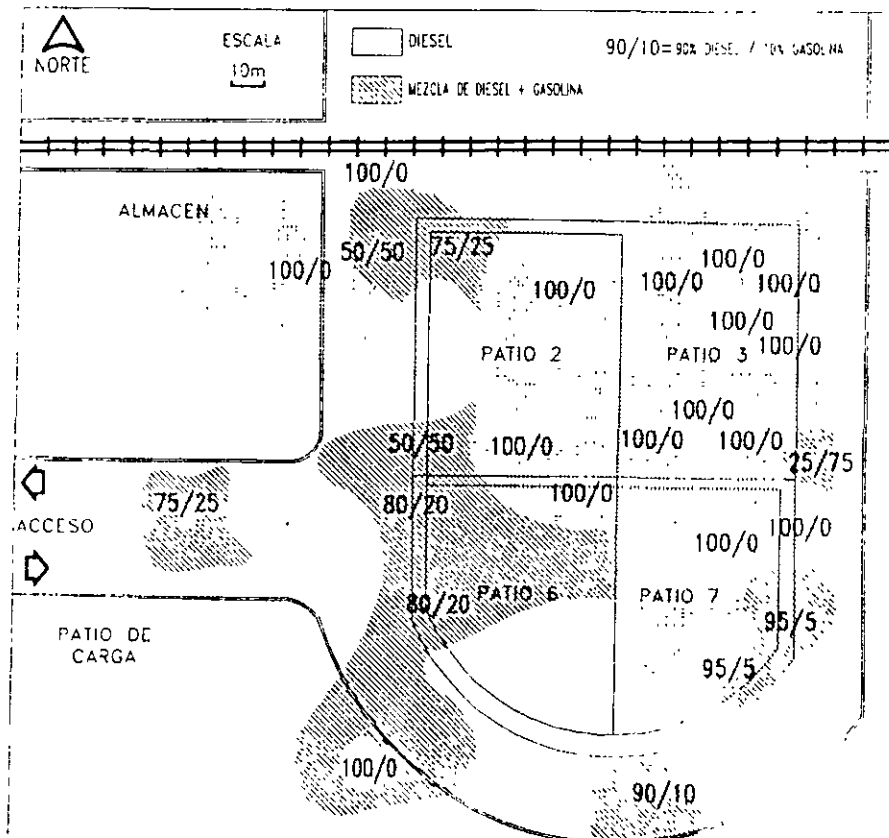 NORTE
ESCALA
10m
DIESEL
MEZCLA DE DIESEL + GASOLINA
90/10= 90% DIESEL / 10% GASOLINA
100/0
ALMACEN
50/50
75/25
100/0
100/0
100/0
100/0
100/0
100/0
PATIO 2
PATIO 3
100/0
100/0
50/50
100/0
100/0
100/0
25/75
75/25
80/20
100/0
ACCESO
100/0
100/0
80/20
PATIO 6
PATIO 7
95/5
PATIO DE
CARGA
95/5
100/0
90/10